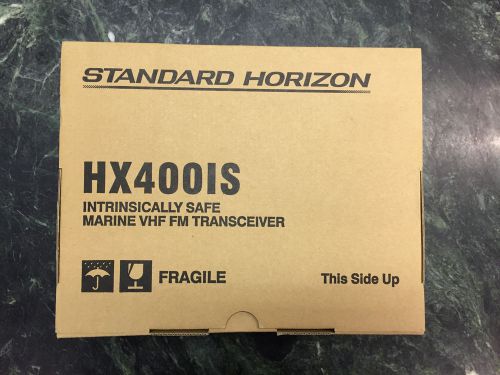 STANDARD HORIZON
HX400IS
INTRINSICALLY SAFE
MARINE VHF FM TRANSCEIVER
FRAGILE This Side Up